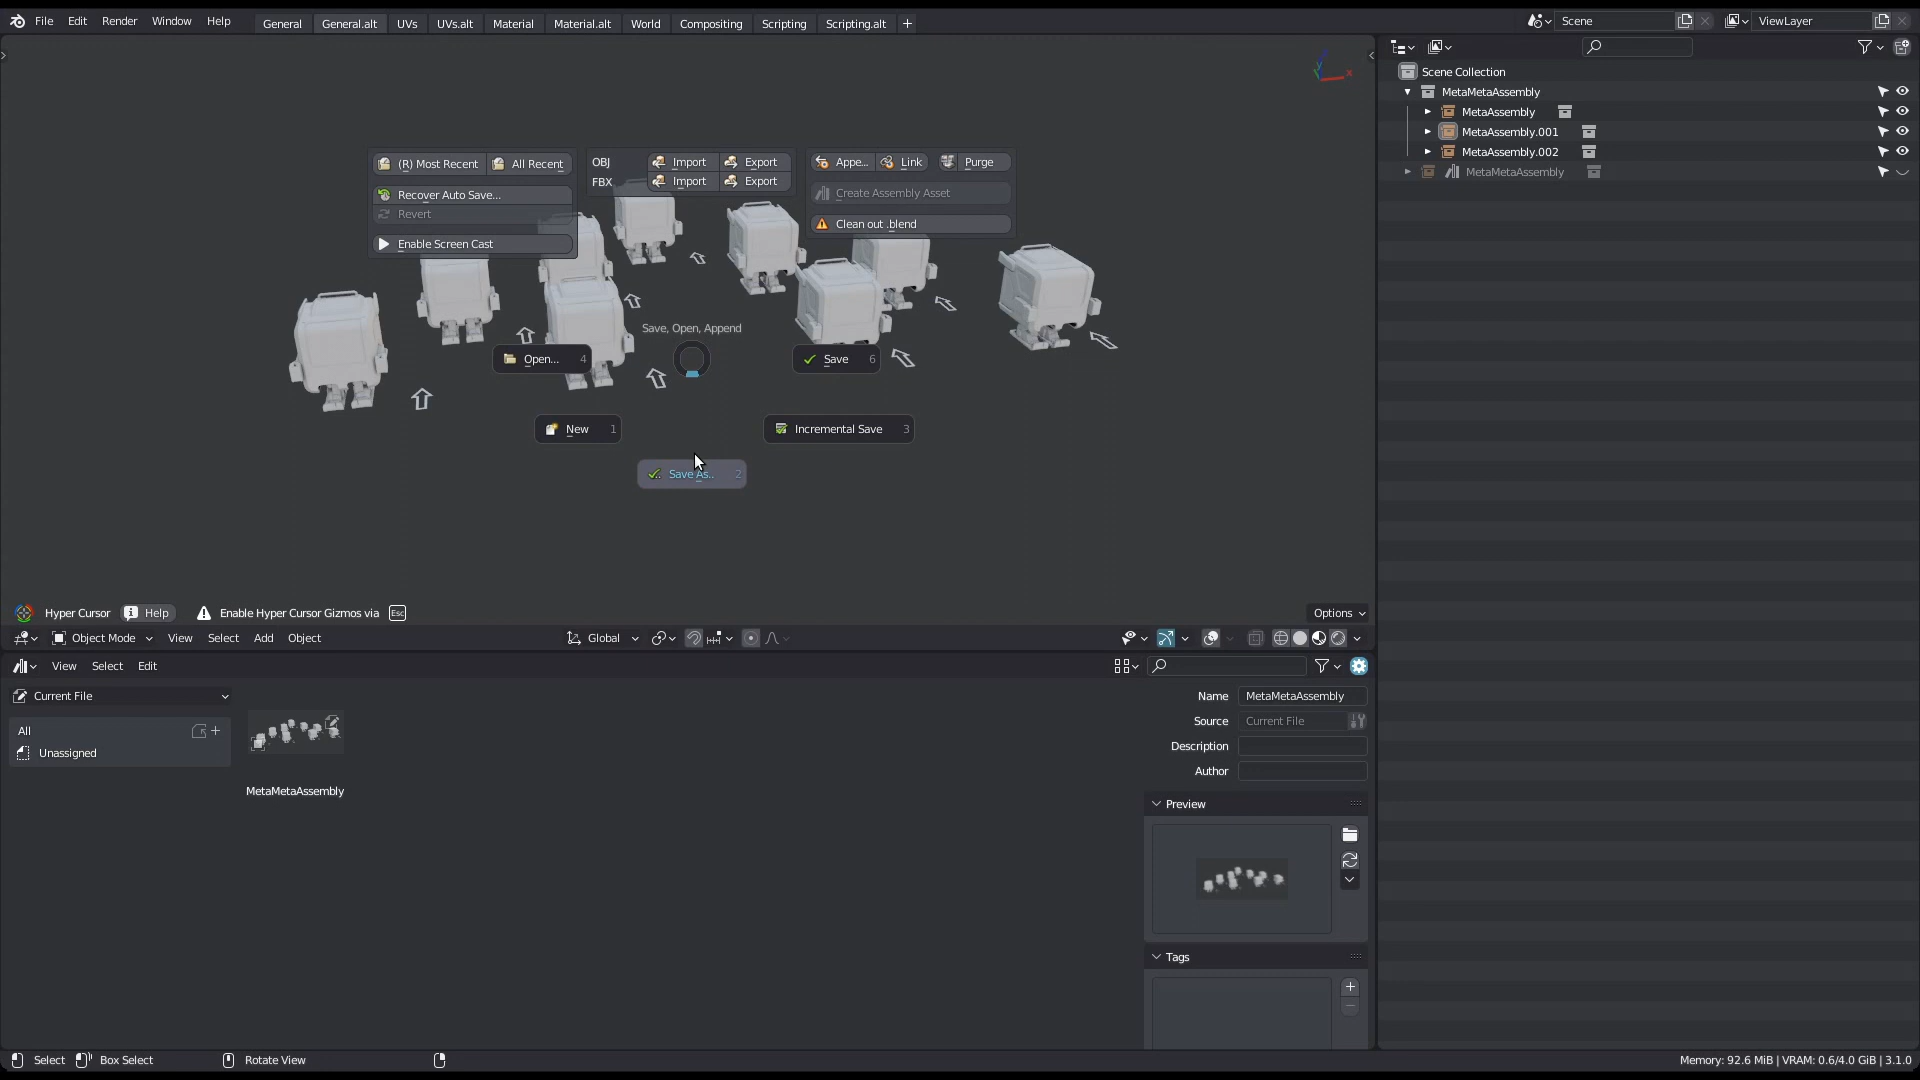 File Edit Render Window Help General General.alt UVs UVs.alt Material Material.alt World Compositing Scripting Scripting.alt + Scene ViewLayer
Scene Collection
MetaMetaAssembly
MetaAssembly
MetaAssembly.001
MetaAssembly.002
MetaMetaAssembly
y x
(R) Most Recent All Recent OBJ Import Export Appe... Link Purge
FBX Import Export
Recover Auto Save... Create Assembly Asset
Revert
Clean out .blend
Enable Screen Cast
Save, Open, Append
Open... 4 Save 6
New 1 Incremental Save 3
Save As.. 2
Hyper Cursor Help Enable Hyper Cursor Gizmos via Esc Options
Object Mode View Select Add Object Global
View Select Edit
Current File
All +
Unassigned
MetaMetaAssembly
Name MetaMetaAssembly
Source Current File
Description
Author
Preview
Tags
Select Box Select Rotate View Memory: 92.6 MiB | VRAM: 0.6/4.0 GiB | 3.1.0